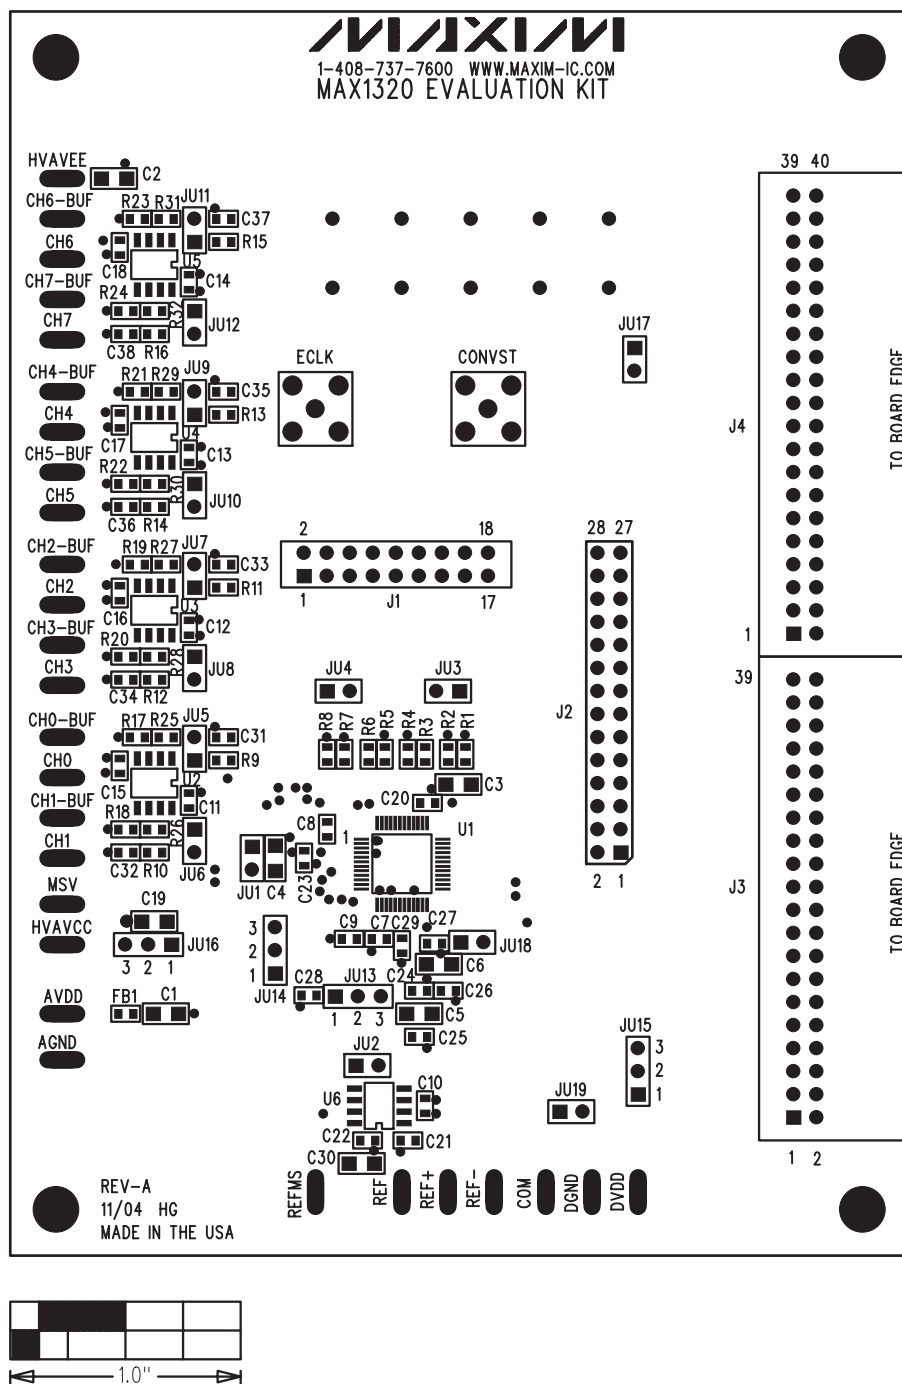 MAXIM
1-408-737-7600 WWW.MAXIM-IC.COM
MAX1320 EVALUATION KIT
39 40
HVAVEE
C2
CH6-BUF
R23 R31 JU11
C37
CH6
R15
C18
U5
C14
CH7-BUF
R24
R32
CH7
JU12
C38 R16
JU17
ECLK
CONVST
CH4-BUF
R21 R29 JU9
C35
CH4
R13
J4
C17
U4
C13
CH5-BUF
R22
R30
CH5
JU10
C36 R14
TO BOARD EDGE
2
18
28 27
CH2-BUF
R19 R27 JU7
C33
CH2
R11
1
J1
17
C16
U3
C12
CH3-BUF
R20
R28
CH3
JU8
C34 R12
1
39
JU4
JU3
J2
CH0-BUF
R17 R25 JU5
C31
R8 R7 R6 R5 R4 R3 R2 R1
CH0
R9
C15
U2
C11
C3
C20
CH1-BUF
R18
R26
C8
1
U1
CH1
C32 R10
JU6
JU1 C4
C23
2 1
J3
TO BOARD EDGE
MSV
C19
HVAVCC
JU16
3 2 1
3
2
1
JU14
C9 C7 C29 C27
JU18
C6
C28 JU13 C24
C26
1 2 3
C5
C25
AVDD
FB1 C1
AGND
JU2
JU15
3
2
1
U6
C10
JU19
C22
C21
C30
1 2
REFMS
REF
REF+
REF-
COM
DGND
DVDD
REV-A
11/04 HG
MADE IN THE USA
1.0"